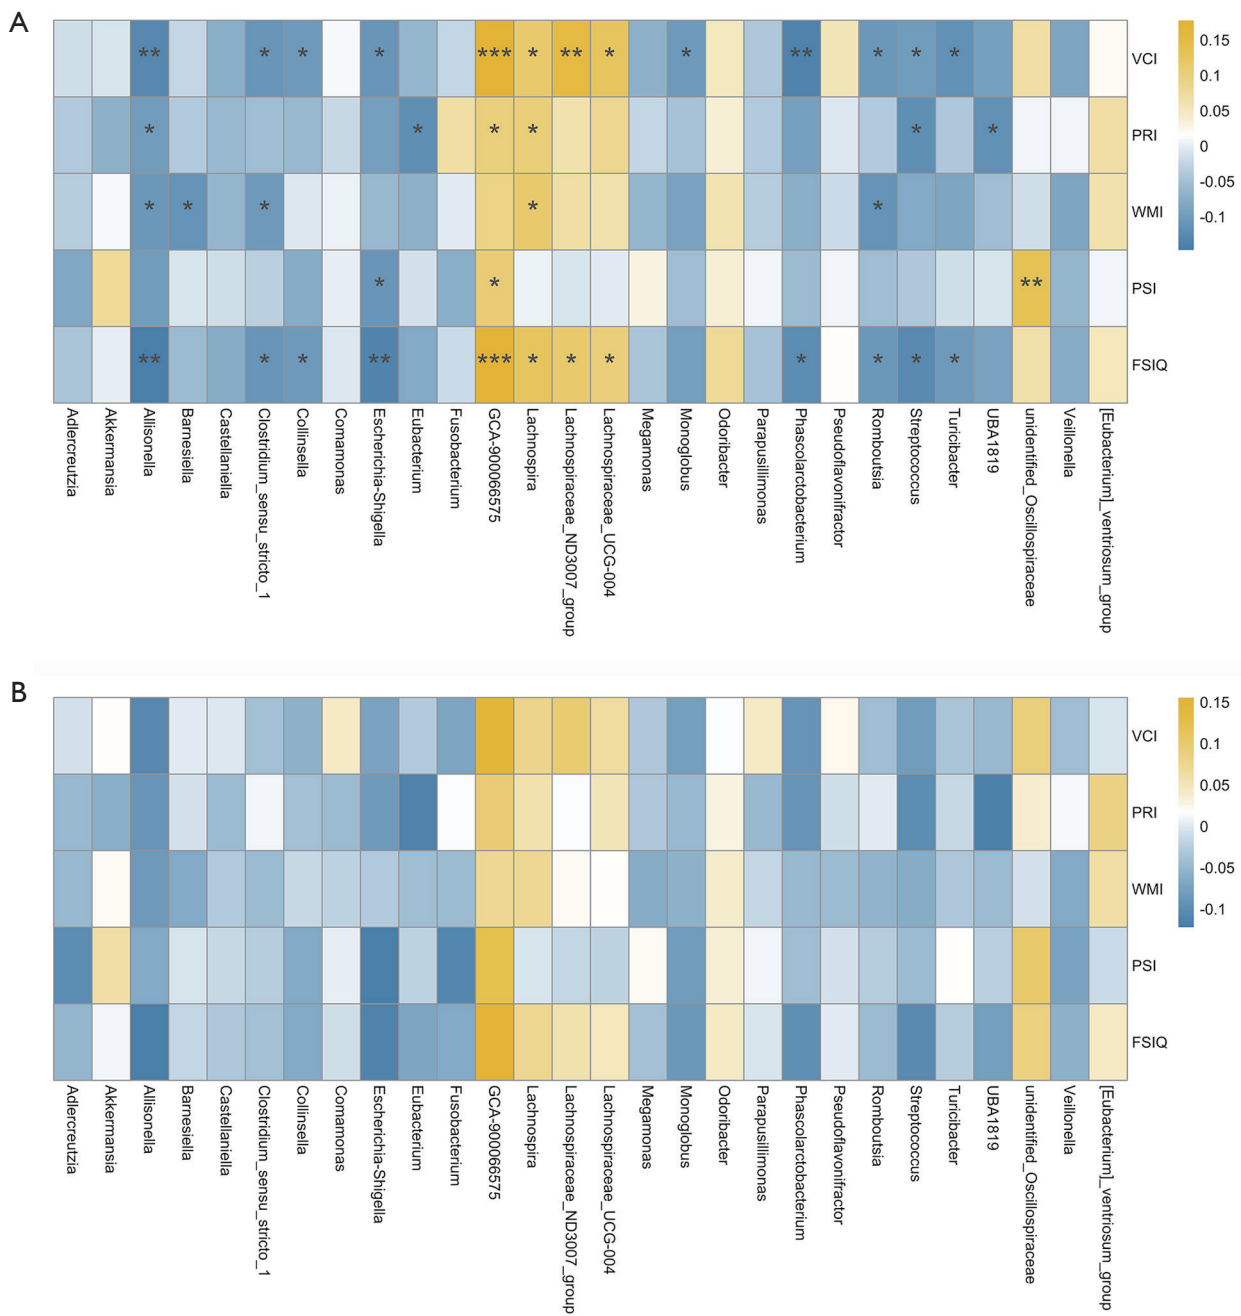 A
** * * * *** * ** * * ** * * * VCI
* * * * * * PRI
* * * * * WMI
* * ** PSI
** * * ** *** * * * * * * * FSIQ
0.15
0.1
0.05
0
-0.05
-0.1
Adlercreutzia
Akkermansia
Allisonella
Barnesiella
Castellaniella
Clostridium_sensu_stricto_1
Collinsella
Comamonas
Escherichia-Shigella
Eubacterium
Fusobacterium
GCA-900066575
Lachnospira
Lachnospiraceae_ND3007_group
Lachnospiraceae_UCG-004
Megamonas
Monoglobus
Odoribacter
Parapusillimonas
Phascolarctobacterium
Pseudoflavonifractor
Romboutsia
Streptococcus
Turicibacter
UBA1819
unidentified_Oscillospiraceae
Veillonella
[Eubacterium]_ventriosum_group
B
VCI
PRI
WMI
PSI
FSIQ
0.15
0.1
0.05
0
-0.05
-0.1
Adlercreutzia
Akkermansia
Allisonella
Barnesiella
Castellaniella
Clostridium_sensu_stricto_1
Collinsella
Comamonas
Escherichia-Shigella
Eubacterium
Fusobacterium
GCA-900066575
Lachnospira
Lachnospiraceae_ND3007_group
Lachnospiraceae_UCG-004
Megamonas
Monoglobus
Odoribacter
Parapusillimonas
Phascolarctobacterium
Pseudoflavonifractor
Romboutsia
Streptococcus
Turicibacter
UBA1819
unidentified_Oscillospiraceae
Veillonella
[Eubacterium]_ventriosum_group